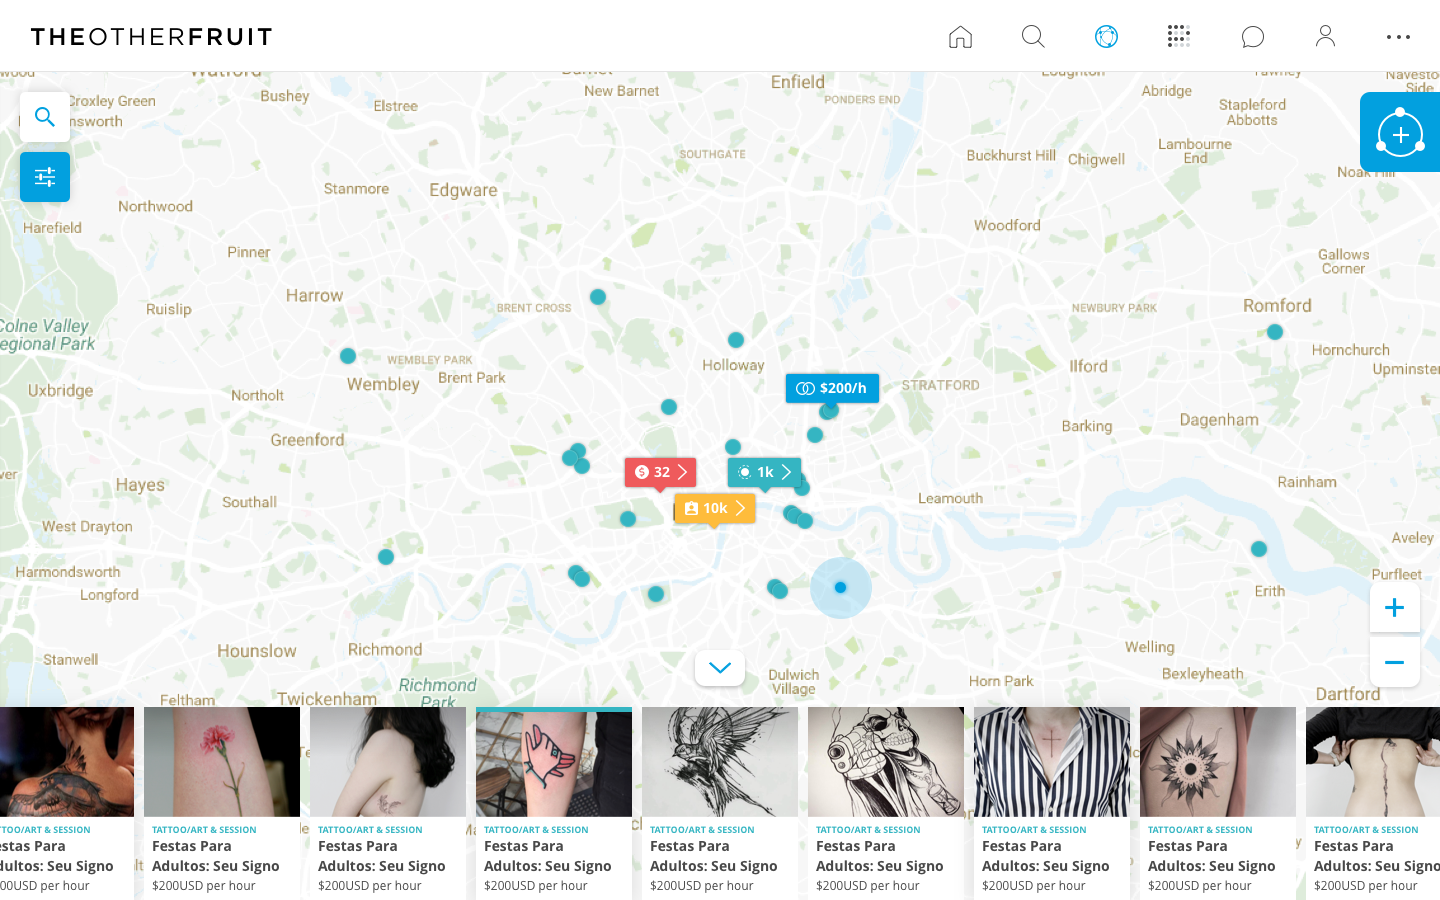 THEOTHERFRUIT
Enfield
New Barnet
Croxley Green
Bushey
Elstree
PONDERS END
Abridge
Stapleford
Abbotts
SOUTHGATE
Buckhurst Hill
Chigwell
Lambourne
End
Noak Hill
Stanmore
Edgware
Northwood
Harefield
Woodford
Pinner
Gallows
Corner
Harrow
Ruislip
BRENT CROSS
NEWBURY PARK
Romford
Colne Valley
Regional Park
WEMBLEY PARK
Holloway
Hornchurch
Uxbridge
Wembley
Brent Park
Ilford
Upminster
Northolt
$200/h
STRATFORD
Greenford
Barking
Dagenham
Hayes
32
1k
Southall
10k
Leamouth
Rainham
West Drayton
Aveley
Harmondsworth
Longford
Erith
Purfleet
Stanwell
Hounslow
Richmond
Welling
Dulwich
Village
Horn Park
Bexleyheath
Feltham
Twickenham
Richmond
Park
Dartford
TATTOO/ART & SESSION
Festas Para
Adultos: Seu Signo
$200USD per hour
TATTOO/ART & SESSION
Festas Para
Adultos: Seu Signo
$200USD per hour
TATTOO/ART & SESSION
Festas Para
Adultos: Seu Signo
$200USD per hour
TATTOO/ART & SESSION
Festas Para
Adultos: Seu Signo
$200USD per hour
TATTOO/ART & SESSION
Festas Para
Adultos: Seu Signo
$200USD per hour
TATTOO/ART & SESSION
Festas Para
Adultos: Seu Signo
$200USD per hour
TATTOO/ART & SESSION
Festas Para
Adultos: Seu Signo
$200USD per hour
TATTOO/ART & SESSION
Festas Para
Adultos: Seu Signo
$200USD per hour
TATTOO/ART & SESSION
Festas Para
Adultos: Seu Signo
$200USD per hour